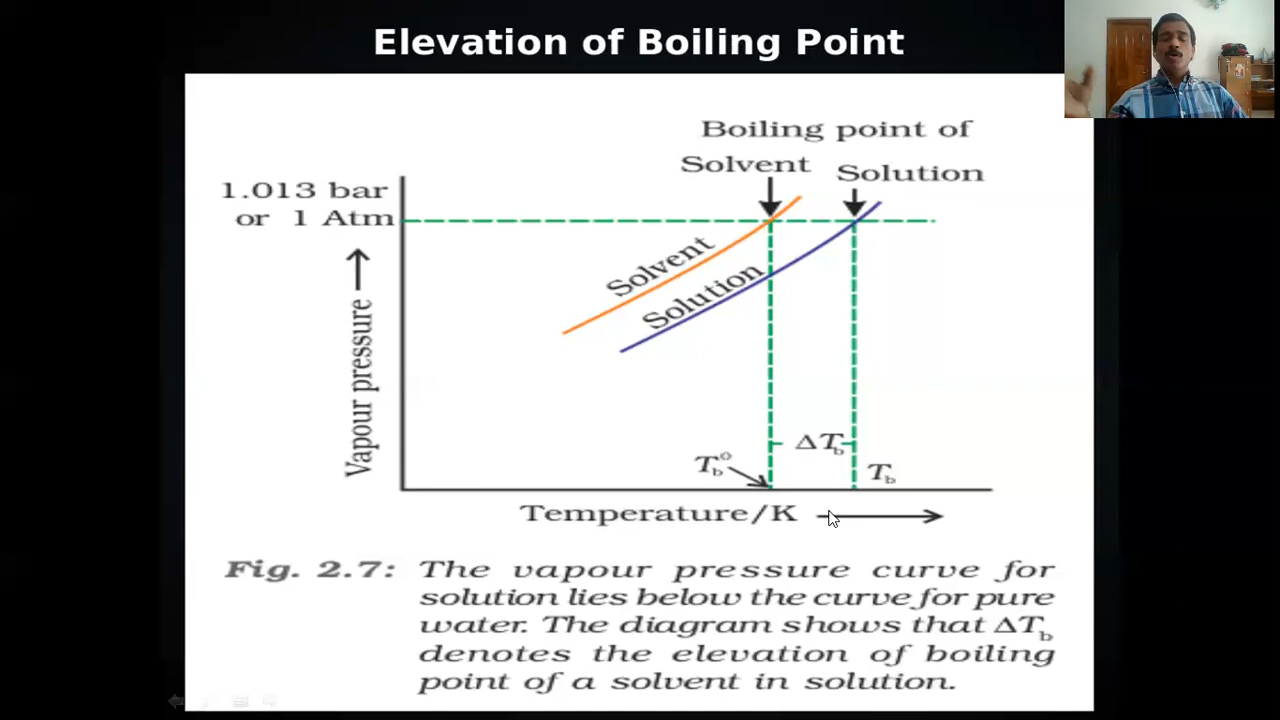 Elevation of Boiling Point
Boiling point of
Solvent
Solution
1.013 bar
or 1 Atm
Vapour pressure
Solvent
Solution
ΔTb
Tb°
Tb
Temperature/K
Fig. 2.7: The vapour pressure curve for
solution lies below the curve for pure
water. The diagram shows that ΔTb
denotes the elevation of boiling
point of a solvent in solution.